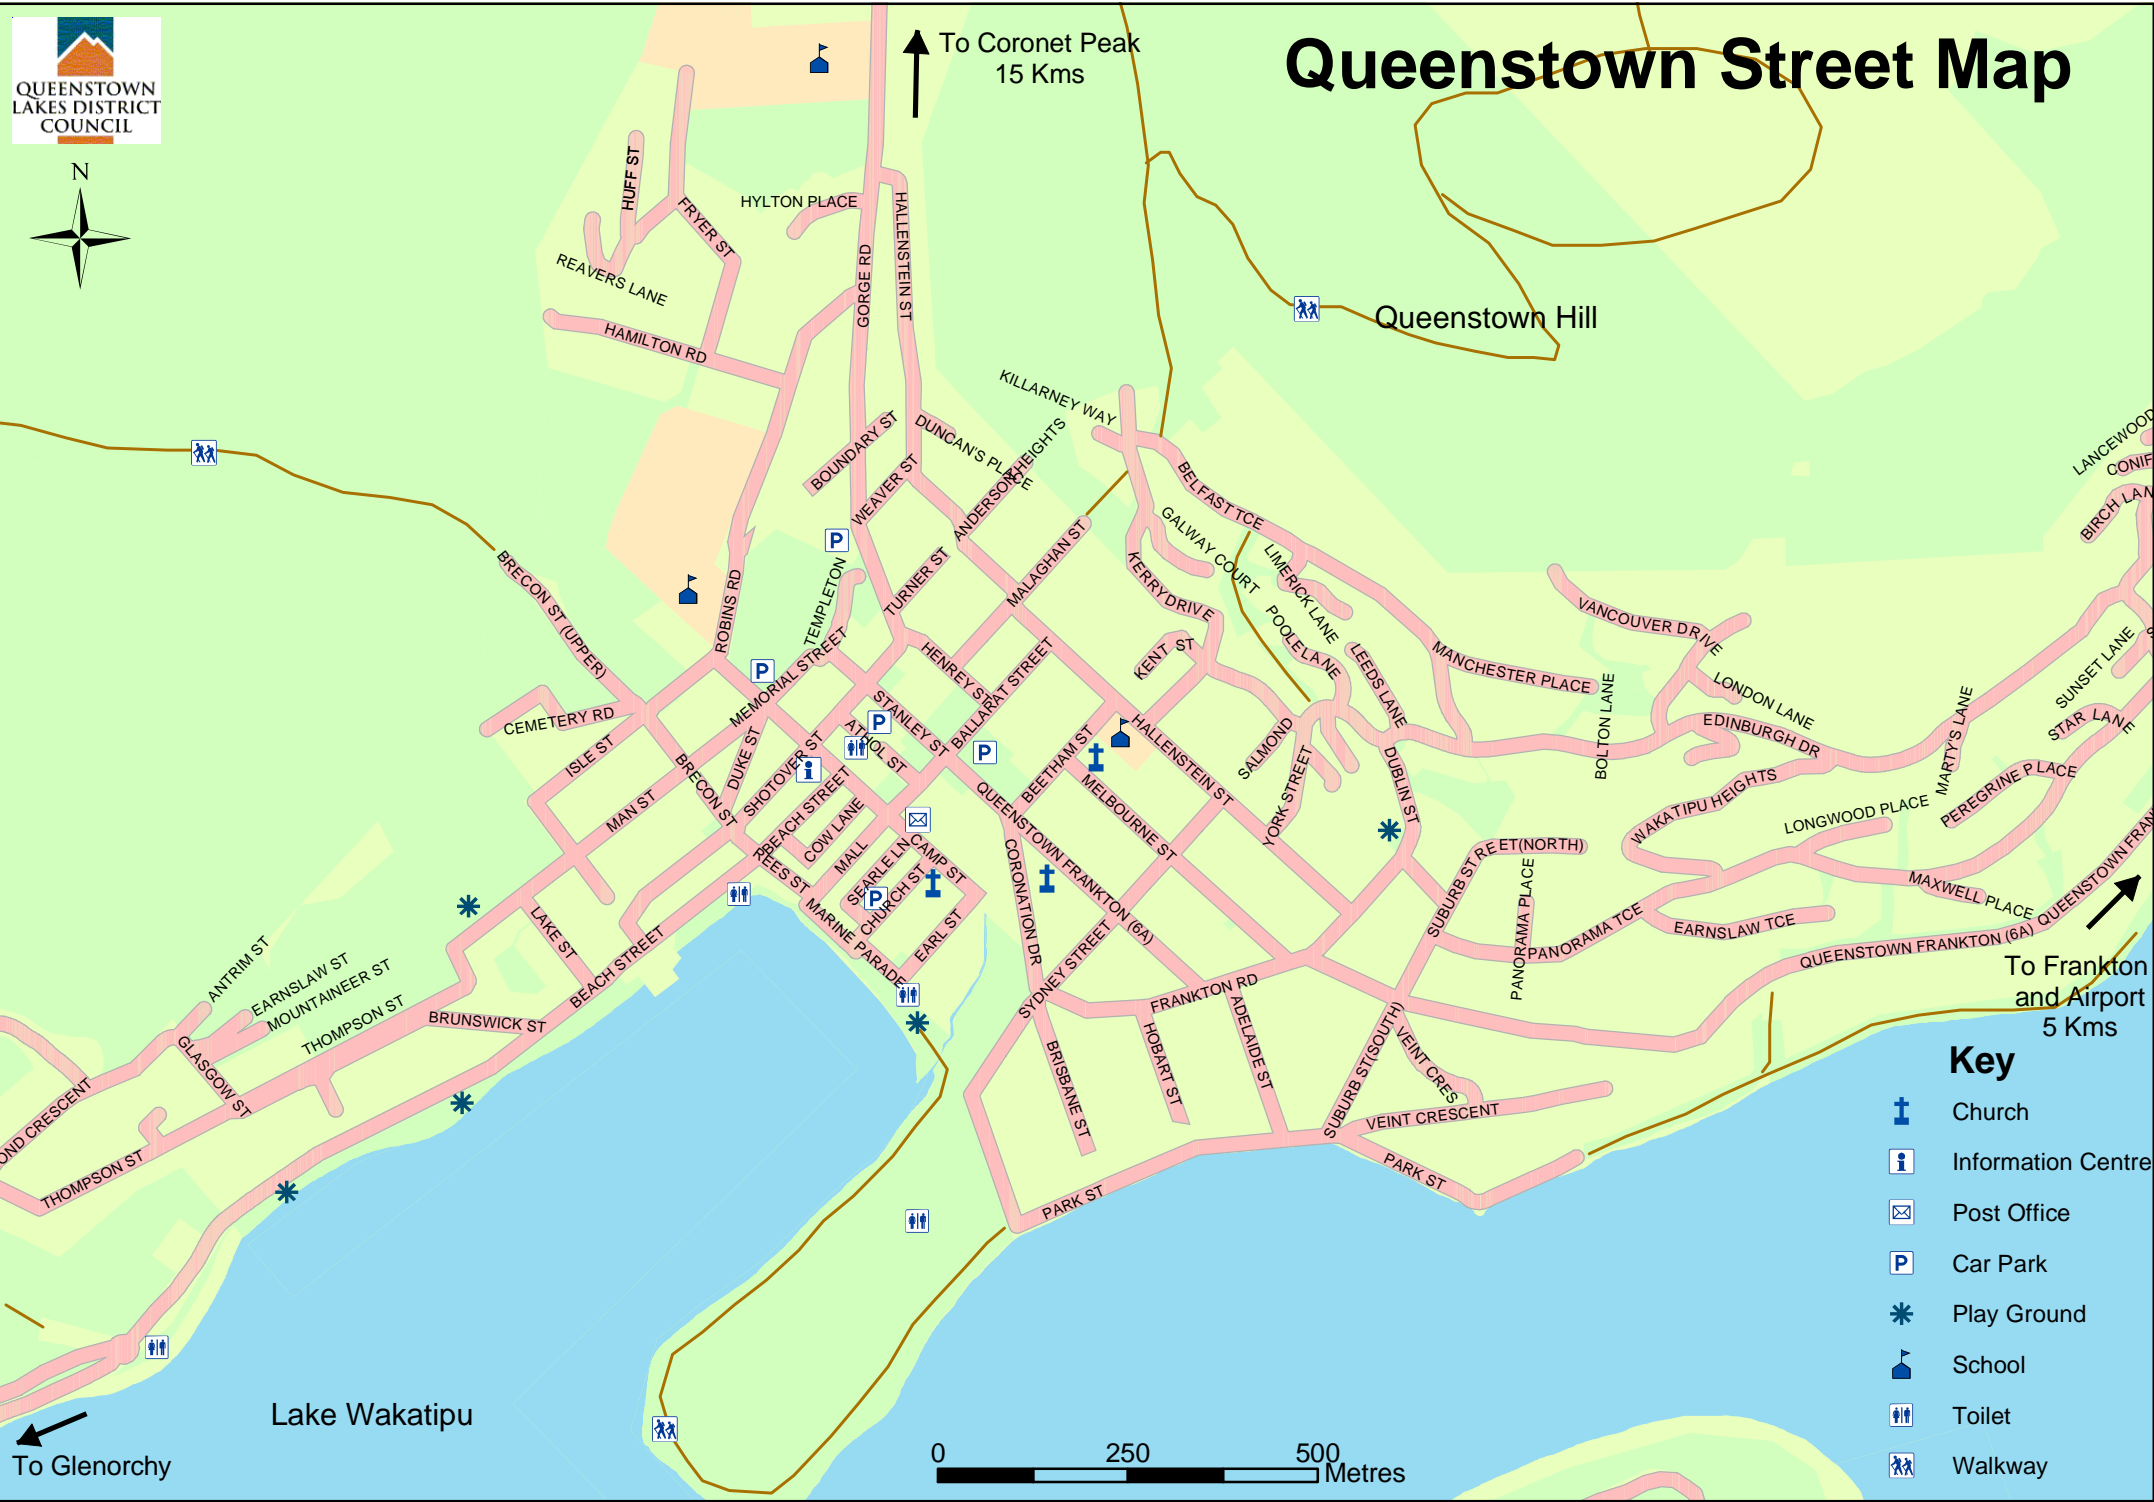 QUEENSTOWN
LAKES DISTRICT
COUNCIL
N
To Coronet Peak
15 Kms
Queenstown Street Map
HUFF ST
FRYER ST
HYLTON PLACE
HALLENSTEIN ST
GORGE RD
REAVERS LANE
HAMILTON RD
Queenstown Hill
KILLARNEY WAY
BOUNDARY ST
DUNCAN'S PLACE
ANDERSON HEIGHTS
WEAVER ST
BELFAST TCE
GALWAY COURT
LIMERICK LANE
MALAGHAN ST
KERRY DRIVE
TURNER ST
TEMPLETON
ROBINS RD
BRECON ST (UPPER)
POOLE LANE
LEEDS LANE
KENT ST
HENREY ST
BALLARAT STREET
MEMORIAL STREET
STANLEY ST
ATHOL ST
CEMETERY RD
ISLE ST
MAN ST
BRECON ST
DUKE ST
SHOTOVER ST
BEACH STREET
COW LANE
MALL
REES ST
SEARLE LN
CHURCH ST
CAMP ST
EARL ST
MARINE PARADE
BEETHAM ST
HALLENSTEIN ST
MELBOURNE ST
QUEENSTOWN FRANKTON (6A)
CORONATION DR
SYDNEY STREET
SALMOND
YORK STREET
DUBLIN ST
MANCHESTER PLACE
VANCOUVER DRIVE
BOLTON LANE
LONDON LANE
EDINBURGH DR
WAKATIPU HEIGHTS
LONGWOOD PLACE
MARTY'S LANE
PEREGRINE PLACE
STAR LANE
SUNSET LANE
LANCEWOOD
CONIF
BIRCH LAN
SUBURB STREET(NORTH)
PANORAMA PLACE
PANORAMA TCE
EARNSLAW TCE
MAXWELL PLACE
QUEENSTOWN FRANKTON (6A)
QUEENSTOWN FRAN
To Frankton
and Airport
5 Kms
LAKE ST
BEACH STREET
ANTRIM ST
EARNSLAW ST
MOUNTAINEER ST
THOMPSON ST
BRUNSWICK ST
GLASGOW ST
OND CRESCENT
THOMPSON ST
FRANKTON RD
HOBART ST
ADELAIDE ST
BRISBANE ST
SUBURB ST(SOUTH)
VEINT CRES
VEINT CRESCENT
PARK ST
PARK ST
Lake Wakatipu
To Glenorchy
0 250 500
Metres
Key
Church
Information Centre
Post Office
P Car Park
Play Ground
School
Toilet
Walkway
P
P
P
P
P